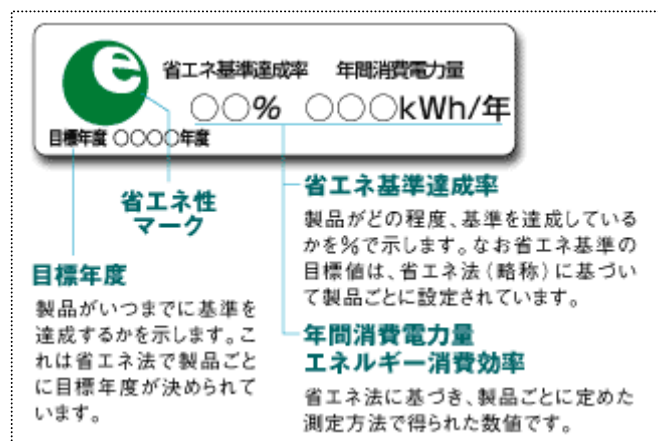 e
省エネ基準達成率 年間消費電力量
○○% ○○○kWh/年
目標年度 ○○○○年度
省エネ性
マーク
目標年度
製品がいつまでに基準を
達成するかを示します。こ
れは省エネ法で製品ごと
に目標年度が決められて
います。
省エネ基準達成率
製品がどの程度、基準を達成している
かを%で示します。なお省エネ基準の
目標値は、省エネ法(略称)に基づい
て製品ごとに設定されています。
年間消費電力量
エネルギー消費効率
省エネ法に基づき、製品ごとに定めた
測定方法で得られた数値です。